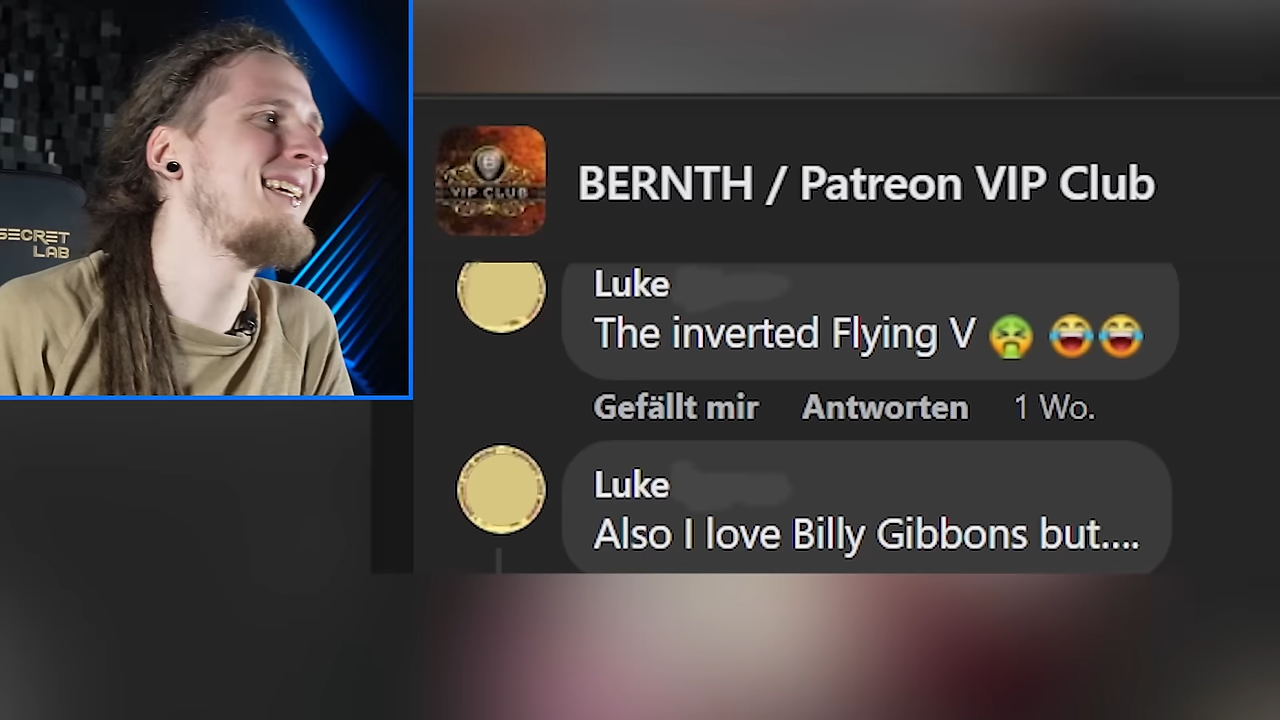 SECRET
LAB
VIP CLUB
BERNTH / Patreon VIP Club
Luke
The inverted Flying V 🤮 😂😂
Gefällt mir Antworten 1 Wo.
Luke
Also I love Billy Gibbons but....